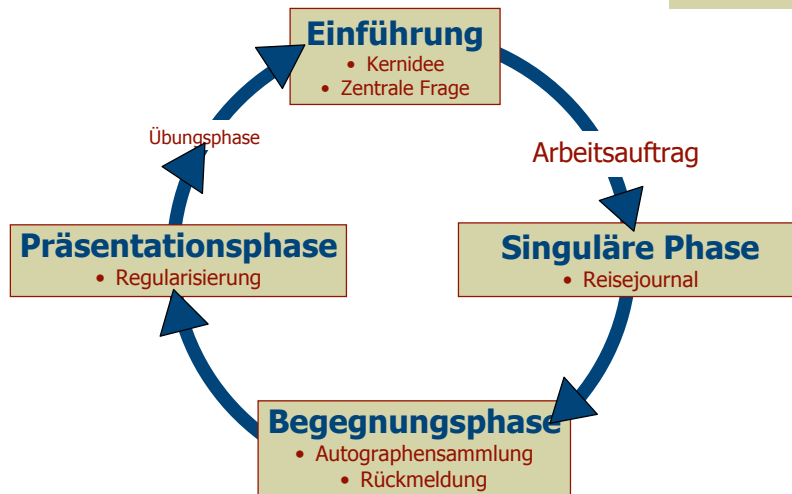 Einführung
• Kernidee
• Zentrale Frage
Arbeitsauftrag
Singuläre Phase
• Reisejournal
Begegnungsphase
• Autographensammlung
• Rückmeldung
Präsentationsphase
• Regularisierung
Übungsphase